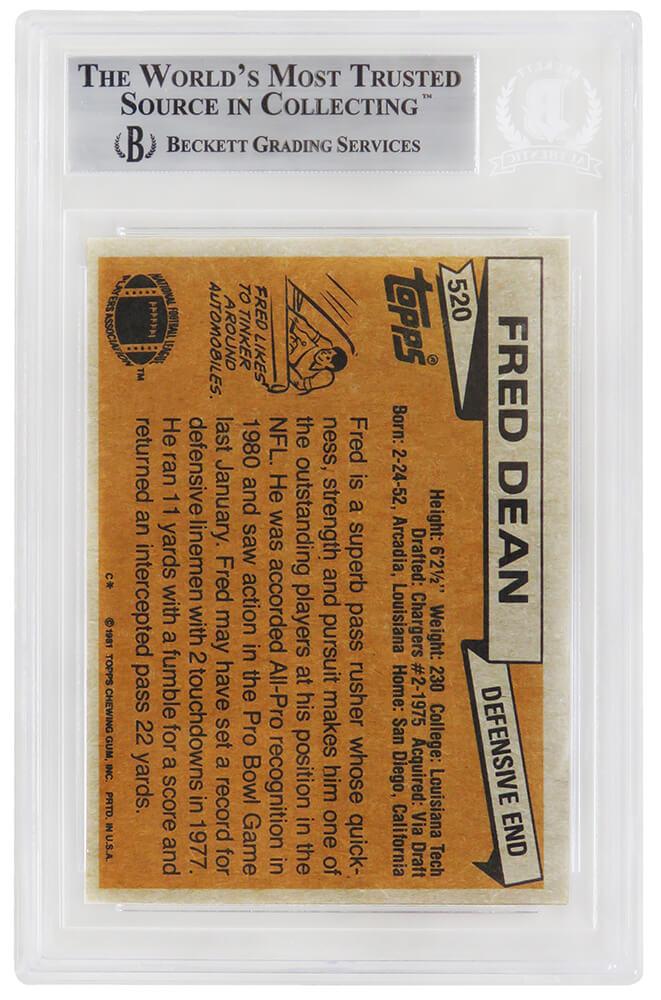 THE WORLD'S MOST TRUSTED
SOURCE IN COLLECTING™
B BECKETT GRADING SERVICES
BECKETT
B
AUTHENTIC
520
FRED DEAN
DEFENSIVE END
TOPPS®
Height: 6'2½" Weight: 230 College: Louisiana Tech
Drafted: Chargers #2-1975 Acquired: Via Draft
Born: 2-24-52, Arcadia, Louisiana Home: San Diego, California
FRED LIKES
TO TINKER
AROUND
AUTOMOBILES.
Fred is a superb pass rusher whose quick-
ness, strength and pursuit makes him one of
the outstanding players at his position in the
NFL. He was accorded All-Pro recognition in
1980 and saw action in the Pro Bowl Game
last January. Fred may have set a record for
defensive linemen with 2 touchdowns in 1977.
He ran 11 yards with a fumble for a score and
returned an intercepted pass 22 yards.
NATIONAL FOOTBALL LEAGUE
PLAYERS ASSOCIATION
TM
C* © 1981 TOPPS CHEWING GUM, INC. PRTD. IN U.S.A.